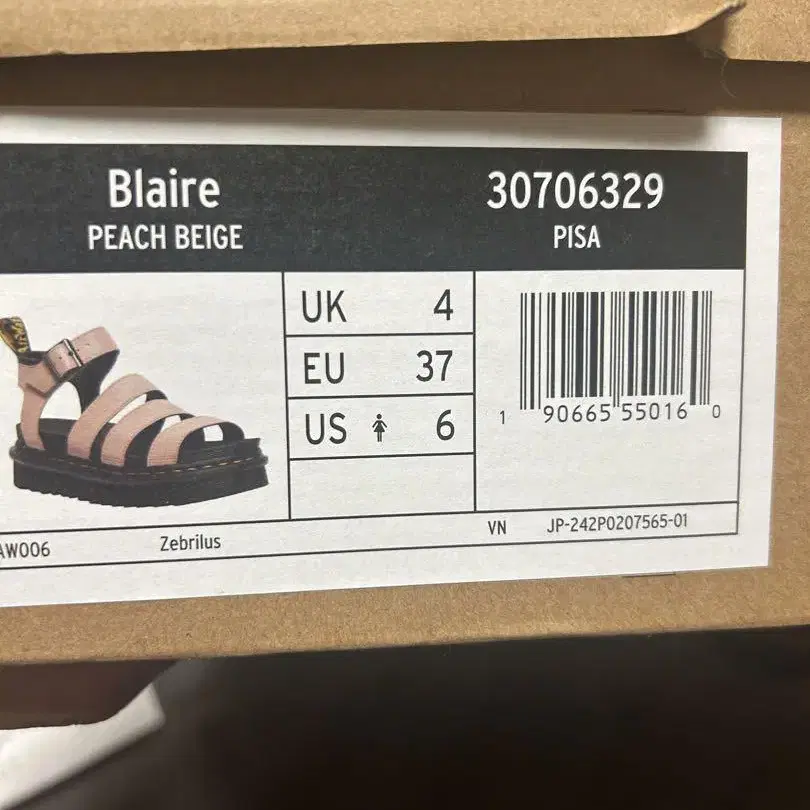 Blaire
PEACH BEIGE
30706329
PISA
UK 4
EU 37
US 6
1 90665 55016 0
AW006
Zebrilus
VN
JP-242P0207565-01